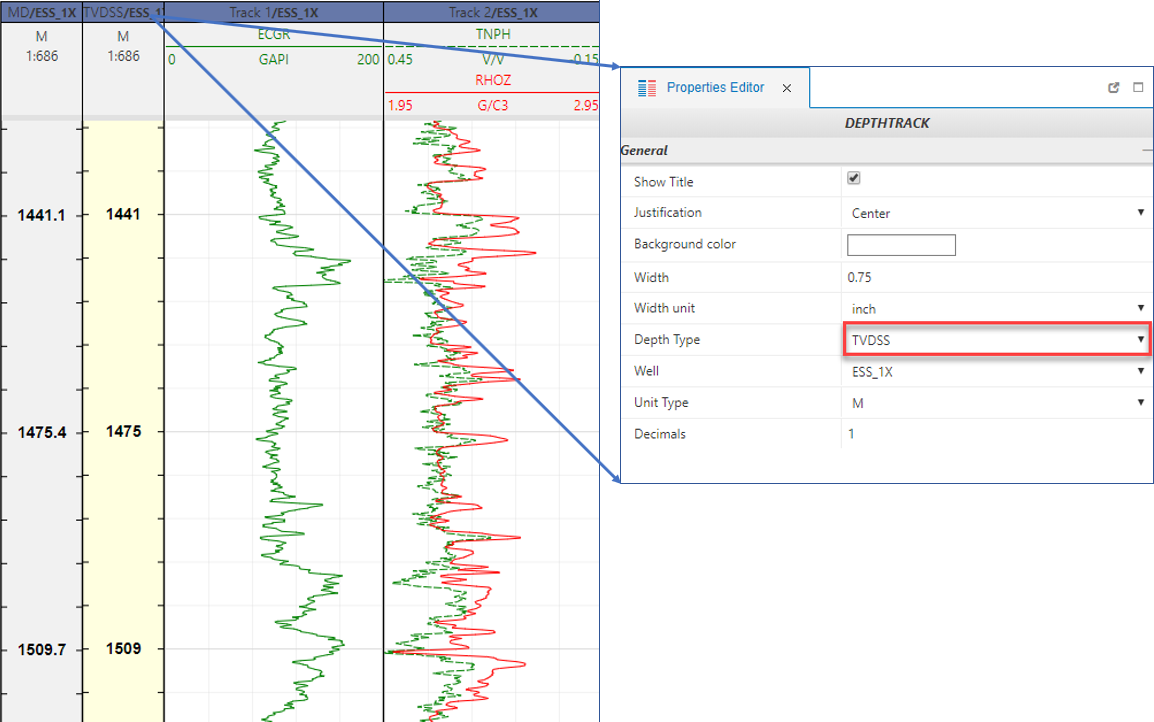 MD/ESS_1X TVDSS/ESS_1 Track 1/ESS_1X Track 2/ESS_1X
M M ECGR TNPH
1:686 1:686 0 GAPI 200 0.45 V/V -0.15
RHOZ
1.95 G/C3 2.95
1441.1 1441
1475.4 1475
1509.7 1509
Properties Editor
DEPTHTRACK
General
Show Title
Justification Center
Background color
Width 0.75
Width unit inch
Depth Type TVDSS
Well ESS_1X
Unit Type M
Decimals 1